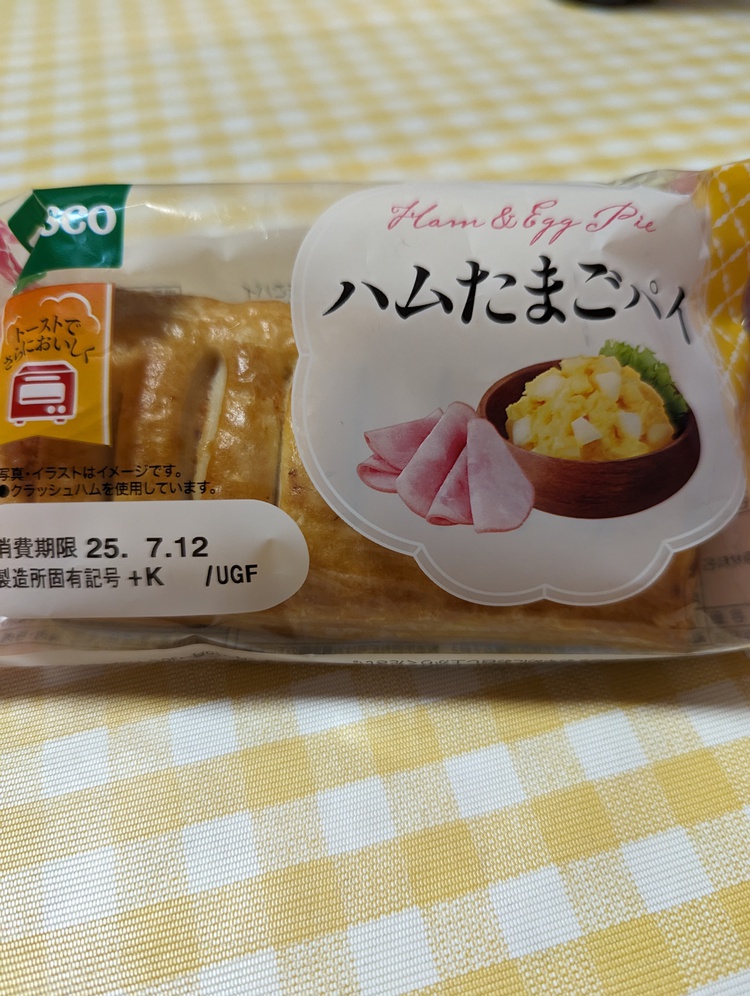 seo
Ham & Egg Pie
ハムたまごパイ
トーストで
さらにおいしく
写真・イラストはイメージです。
●クラッシュハムを使用しています。
消費期限 25. 7.12
製造所固有記号 +K /UGF